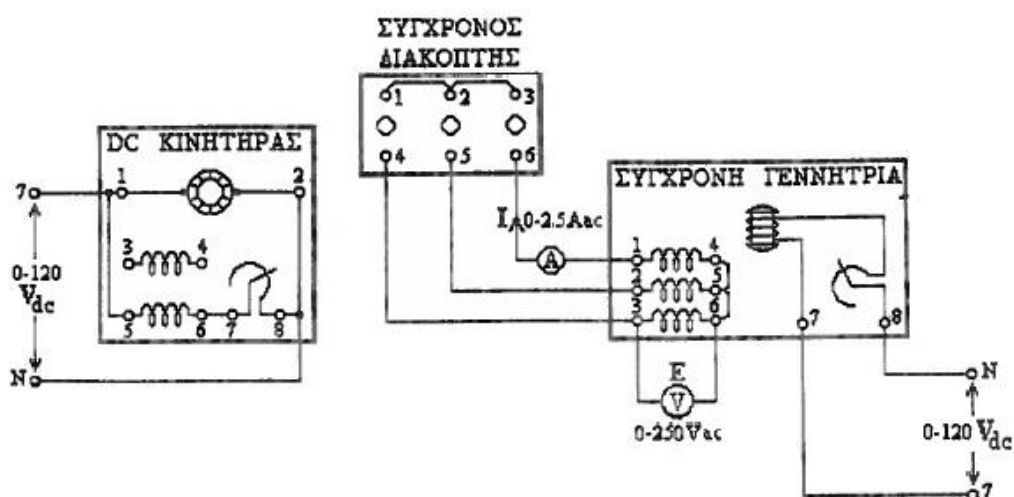 ΣΥΓΧΡΟΝΟΣ
ΔΙΑΚΟΠΤΗΣ
1 2 3
4 5 6
DC ΚΙΝΗΤΗΡΑΣ
7
1 2
3 4
0-120
Vdc
5 6 7 8
N
I 0-2.5Aac
A
ΣΥΓΧΡΟΝΗ ΓΕΝΝΗΤΡΙΑ
1 4
2 5
3 6
7 8
E
V
0-250Vac
N
0-120 Vdc
7